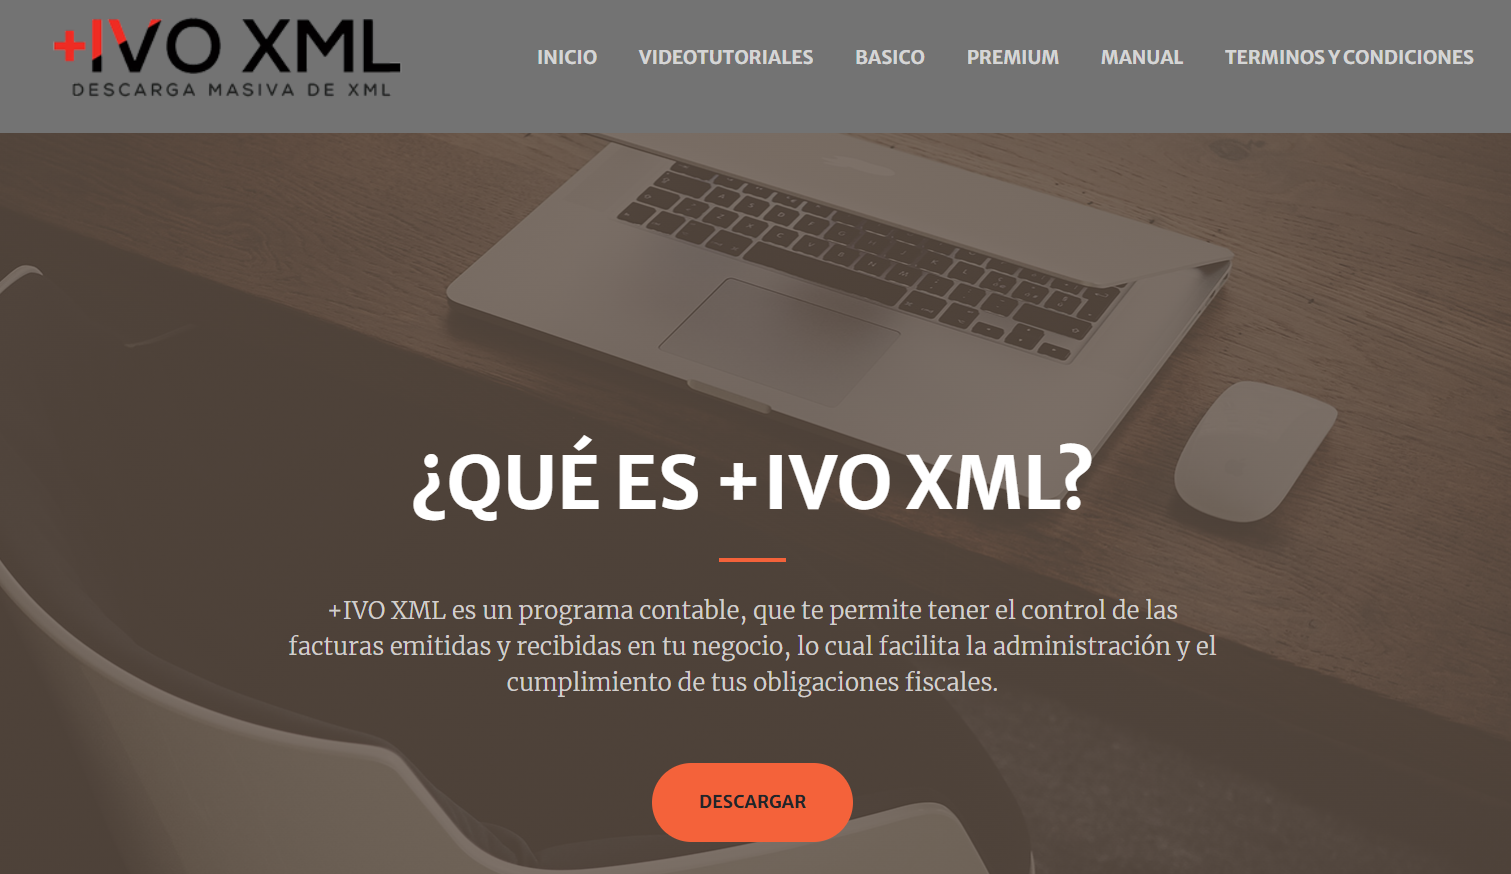 +IVO XML
DESCARGA MASIVA DE XML
INICIO VIDEOTUTORIALES BASICO PREMIUM MANUAL TERMINOS Y CONDICIONES
¿QUÉ ES +IVO XML?
+IVO XML es un programa contable, que te permite tener el control de las
facturas emitidas y recibidas en tu negocio, lo cual facilita la administración y el
cumplimiento de tus obligaciones fiscales.
DESCARGAR